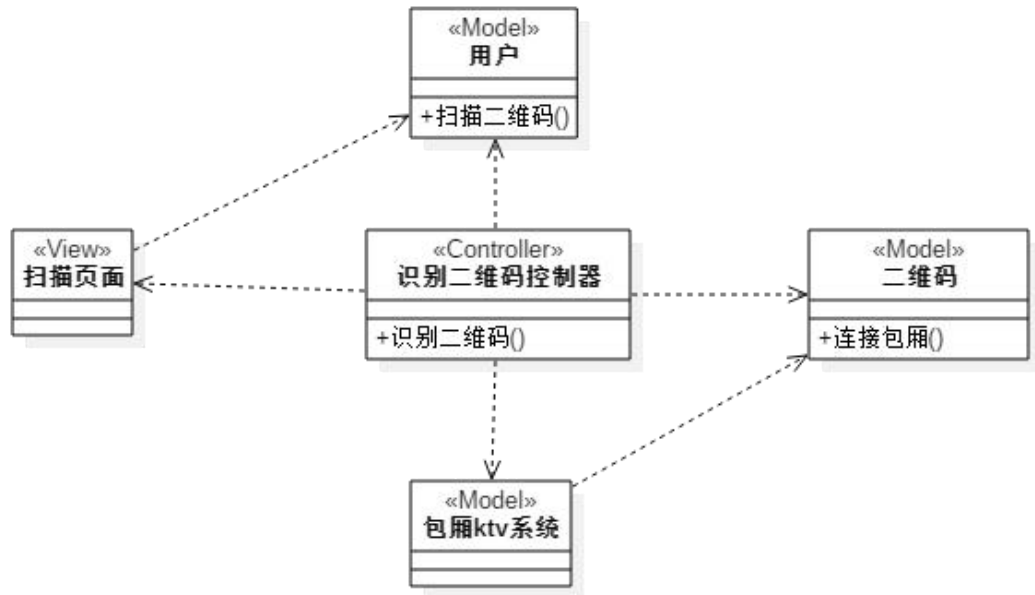 «Model»
用户
+扫描二维码()
«View»
扫描页面
«Controller»
识别二维码控制器
+识别二维码()
«Model»
二维码
+连接包厢()
«Model»
包厢ktv系统